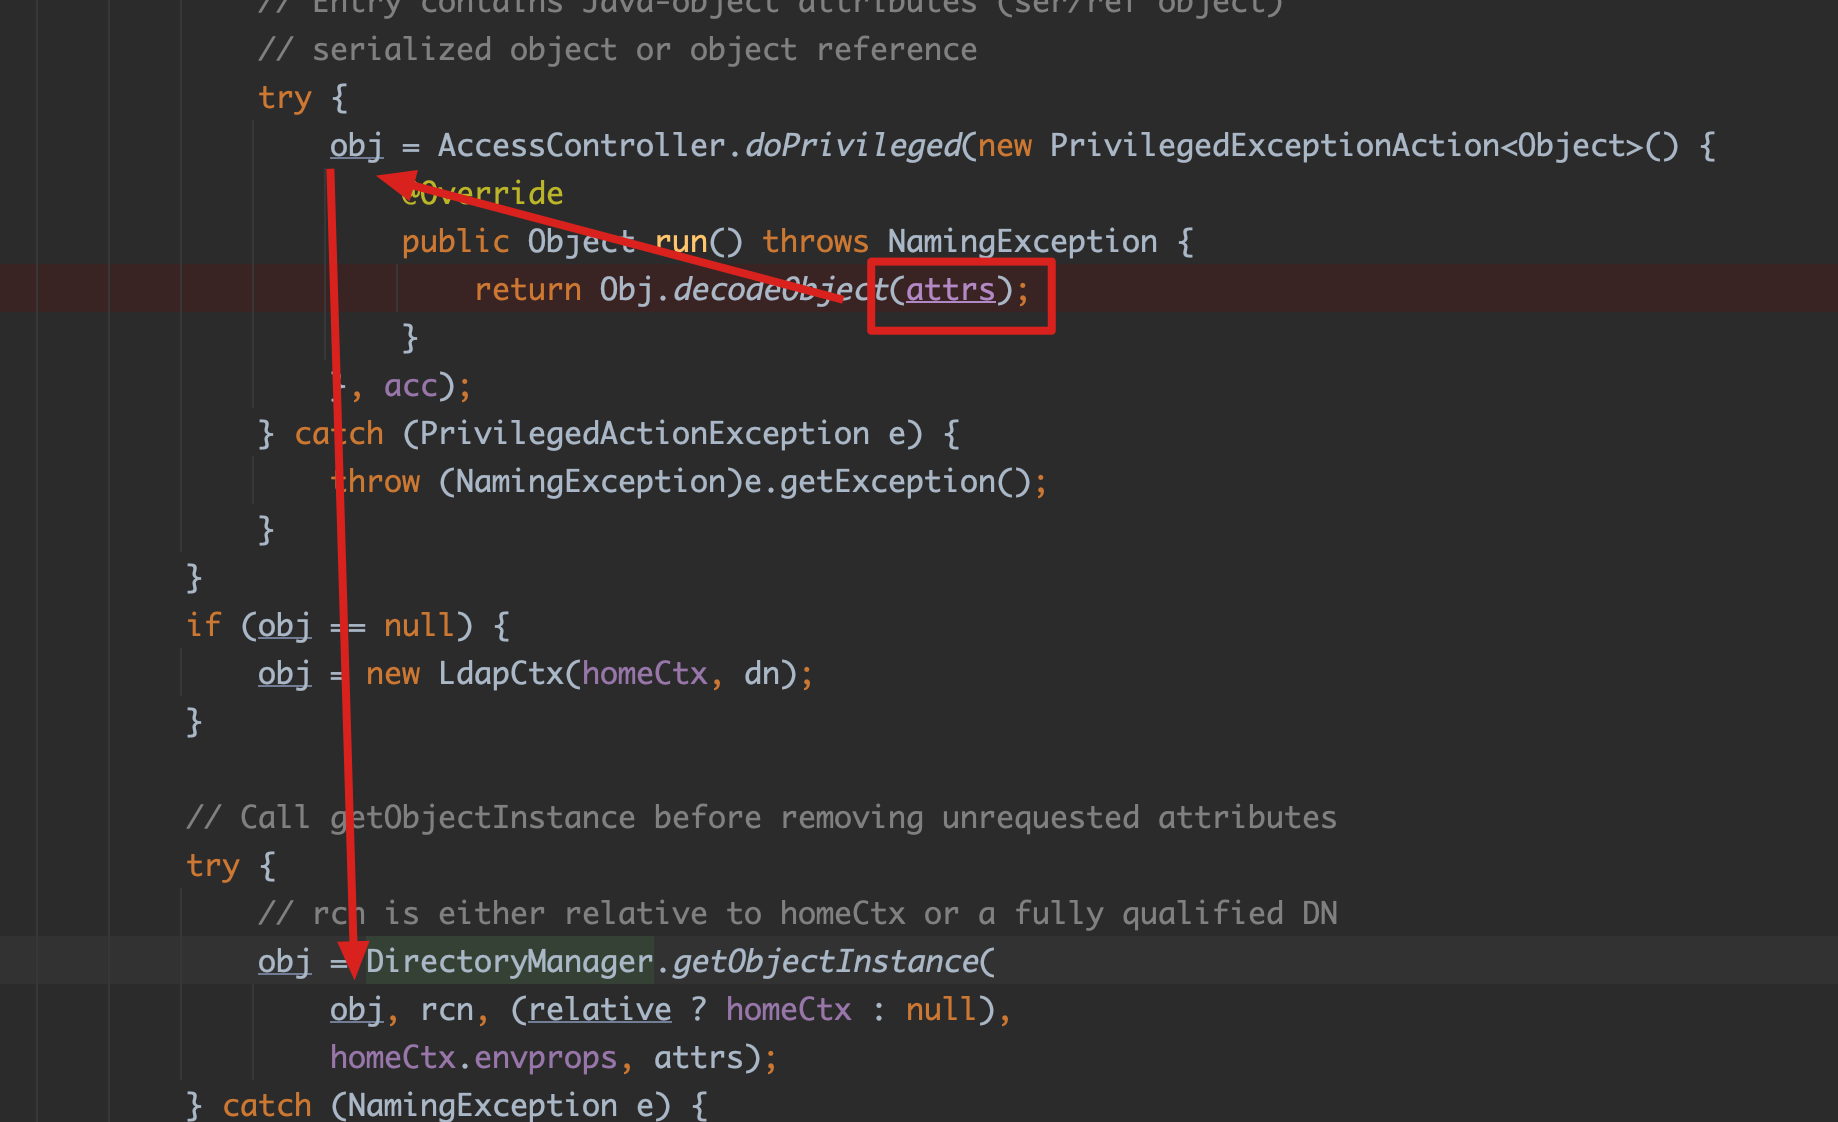 // Entry contains Java-object attributes (ser/ref object)
// serialized object or object reference
try {
obj = AccessController.doPrivileged(new PrivilegedExceptionAction<Object>() {
@Override
public Object run() throws NamingException {
return Obj.decodeObject(attrs);
}
}, acc);
} catch (PrivilegedActionException e) {
throw (NamingException)e.getException();
}
}
if (obj == null) {
obj = new LdapCtx(homeCtx, dn);
}
// Call getObjectInstance before removing unrequested attributes
try {
// rcn is either relative to homeCtx or a fully qualified DN
obj = DirectoryManager.getObjectInstance(
obj, rcn, (relative ? homeCtx : null),
homeCtx.envprops, attrs);
} catch (NamingException e) {